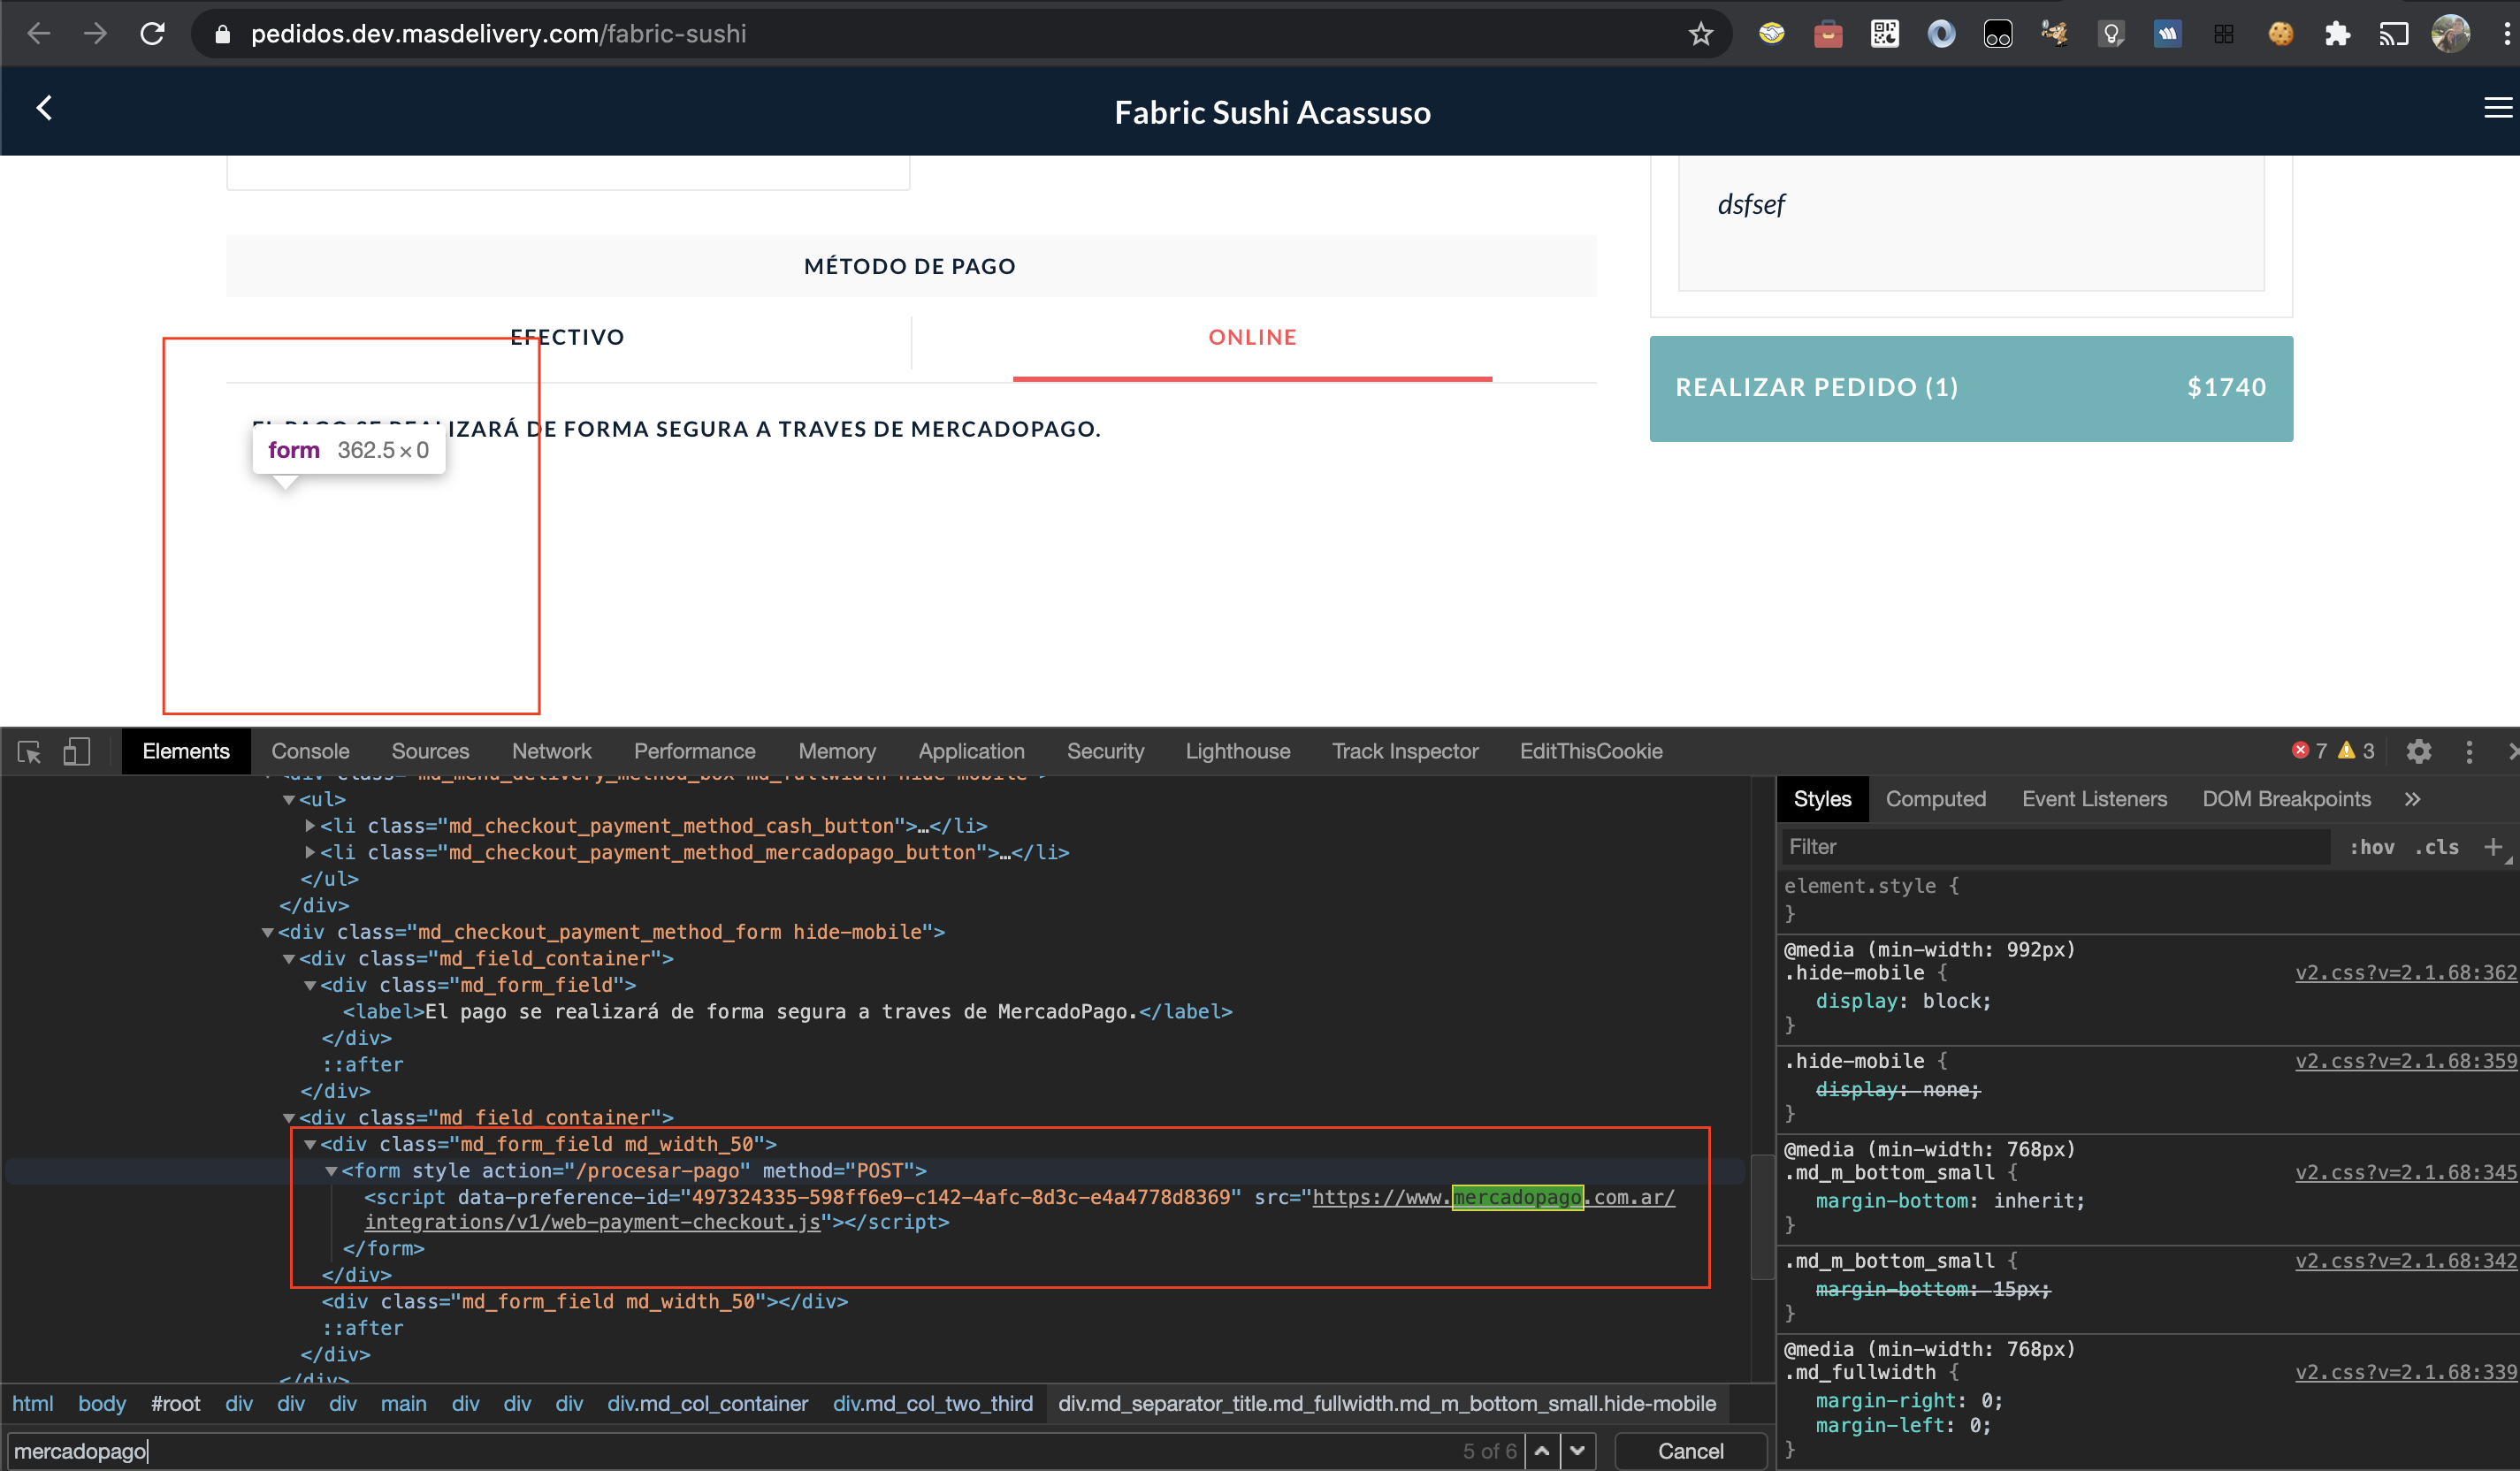 pedidos.dev.masdelivery.com/fabric-sushi
Fabric Sushi Acassuso
dsfsef
MÉTODO DE PAGO
EFECTIVO
ONLINE
REALIZAR PEDIDO (1) $1740
EL PAGO SE REALIZARÁ DE FORMA SEGURA A TRAVES DE MERCADOPAGO.
form 362.5 × 0
Elements Console Sources Network Performance Memory Application Security Lighthouse Track Inspector EditThisCookie 7 3
<div class="md_menu_delivery_method_box md_fullwidth hide-mobile">
<ul>
<li class="md_checkout_payment_method_cash_button">…</li>
<li class="md_checkout_payment_method_mercadopago_button">…</li>
</ul>
</div>
<div class="md_checkout_payment_method_form hide-mobile">
<div class="md_field_container">
<div class="md_form_field">
<label>El pago se realizará de forma segura a traves de MercadoPago.</label>
</div>
::after
</div>
<div class="md_field_container">
<div class="md_form_field md_width_50">
<form style action="/procesar-pago" method="POST">
<script data-preference-id="497324335-598ff6e9-c142-4afc-8d3c-e4a4778d8369" src="https://www.mercadopago.com.ar/
integrations/v1/web-payment-checkout.js"></script>
</form>
</div>
<div class="md_form_field md_width_50"></div>
::after
</div>
</div>
html body #root div div div main div div div div.md_col_container div.md_col_two_third div.md_separator_title.md_fullwidth.md_m_bottom_small.hide-mobile
mercadopago 5 of 6 Cancel
Styles Computed Event Listeners DOM Breakpoints »
Filter :hov .cls +
element.style {
}
@media (min-width: 992px)
.hide-mobile { v2.css?v=2.1.68:362
display: block;
}
.hide-mobile { v2.css?v=2.1.68:359
display: none;
}
@media (min-width: 768px)
.md_m_bottom_small { v2.css?v=2.1.68:345
margin-bottom: inherit;
}
.md_m_bottom_small { v2.css?v=2.1.68:342
margin-bottom: 15px;
}
@media (min-width: 768px)
.md_fullwidth { v2.css?v=2.1.68:339
margin-right: 0;
margin-left: 0;
}